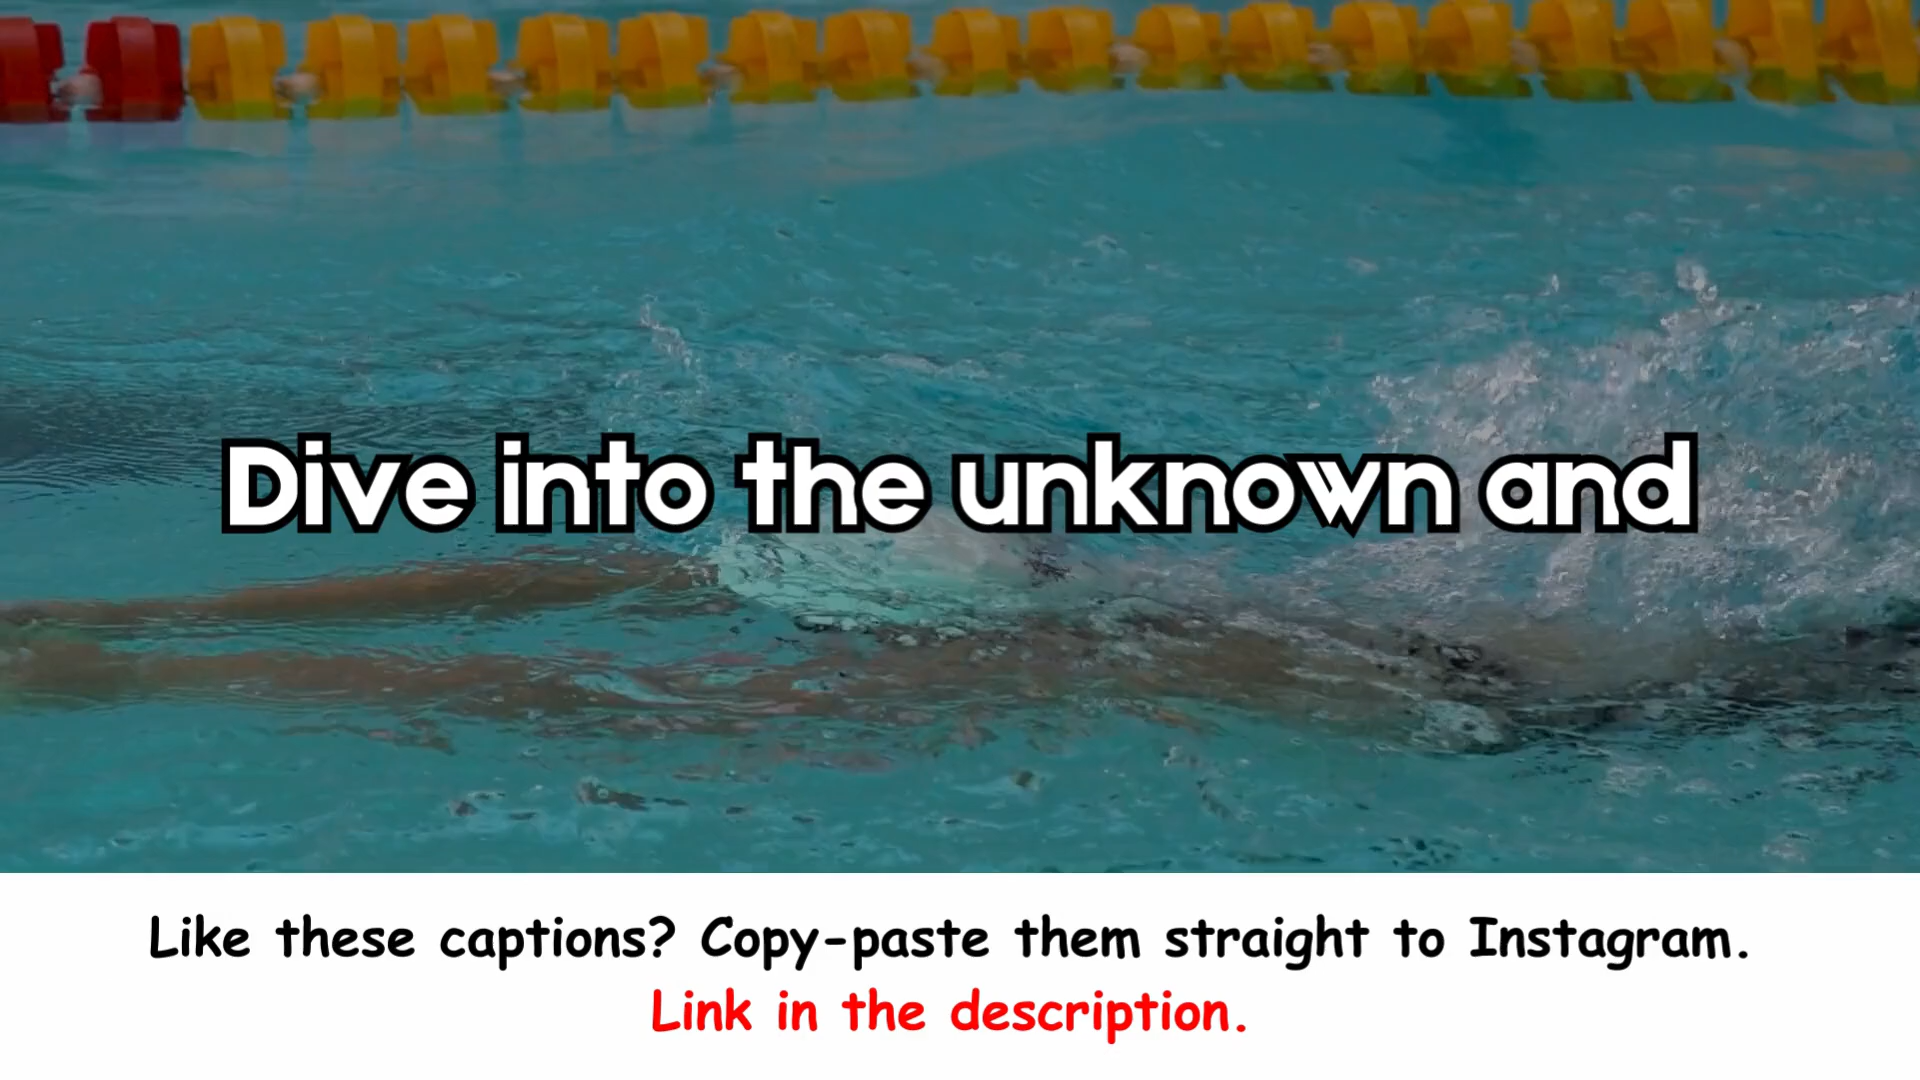 Dive into the unknown and
Like these captions? Copy-paste them straight to Instagram.
Link in the description.